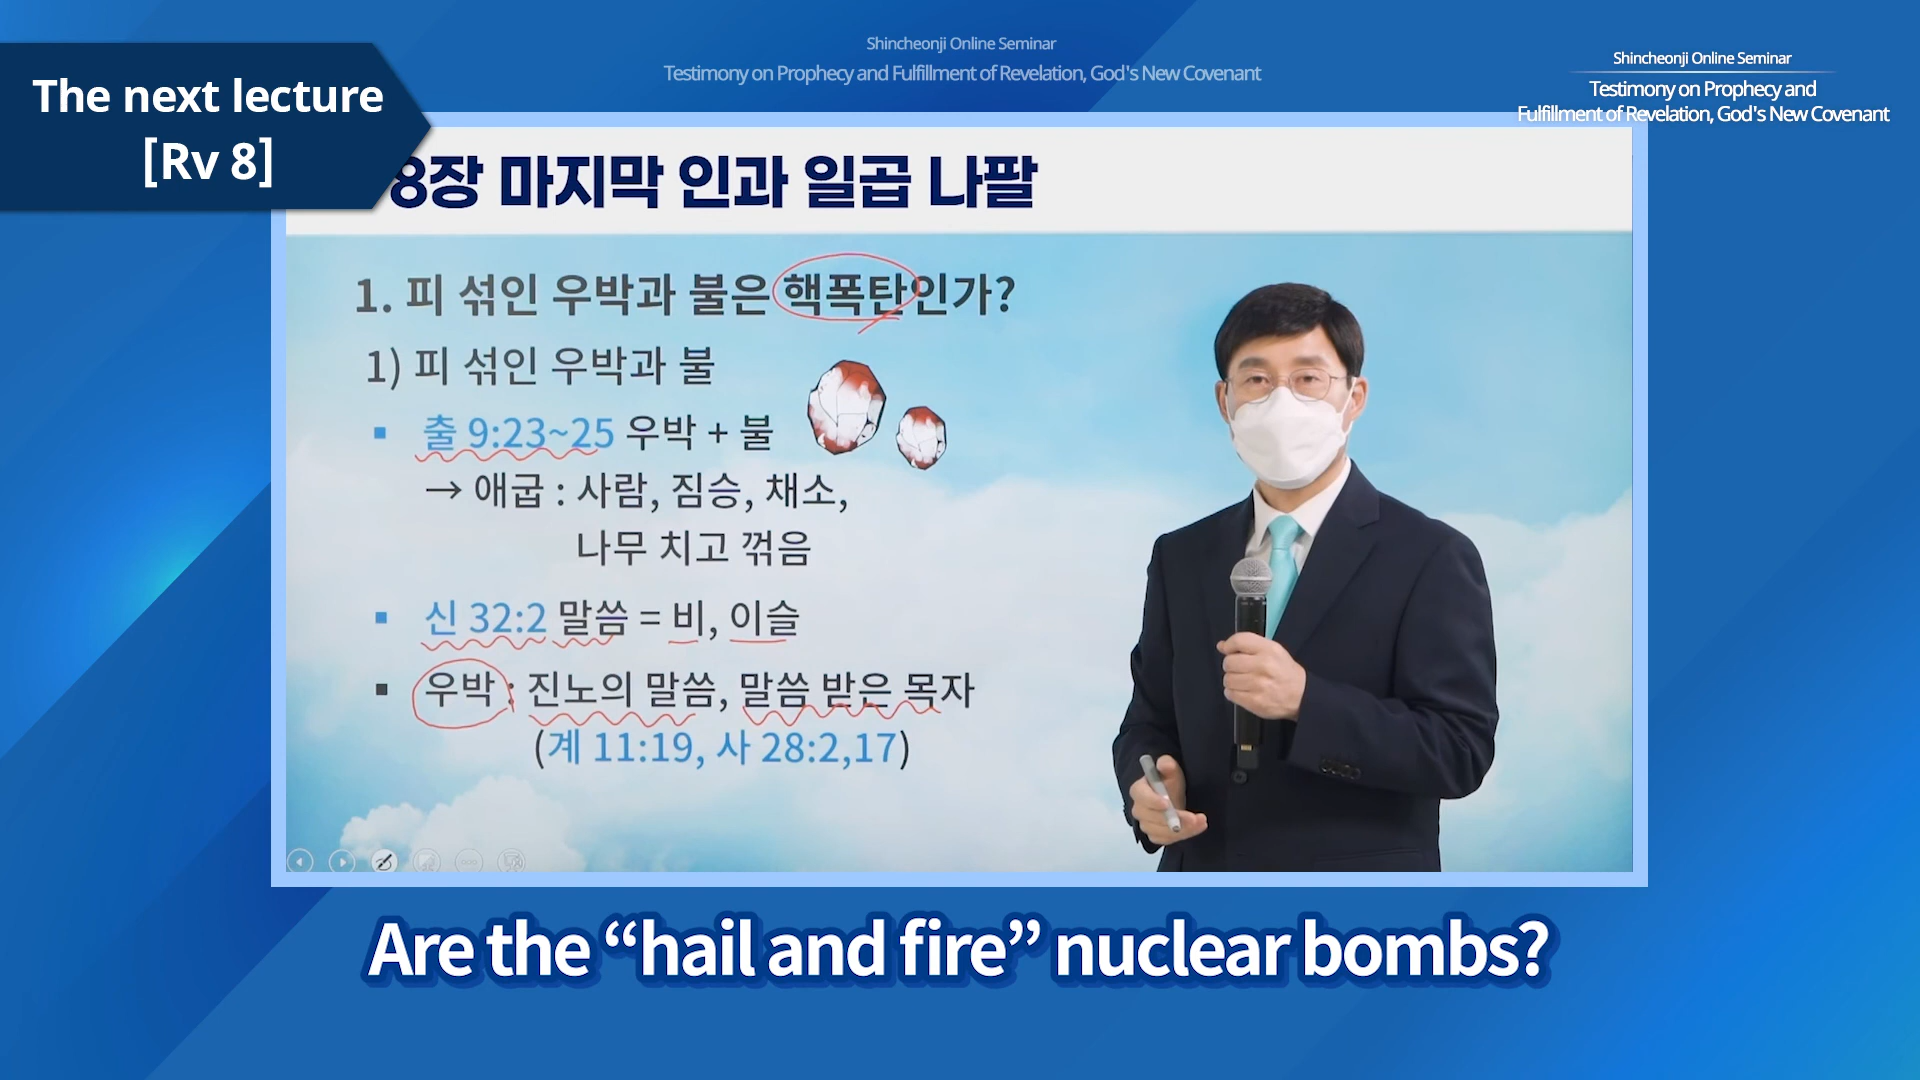 Shincheonji Online Seminar
Testimony on Prophecy and Fulfillment of Revelation, God's New Covenant
Shincheonji Online Seminar
Testimony on Prophecy and
Fulfillment of Revelation, God's New Covenant
The next lecture
[Rv 8]
8장 마지막 인과 일곱 나팔
1. 피 섞인 우박과 불은 핵폭탄인가?
1) 피 섞인 우박과 불
▪ 출 9:23~25 우박 + 불
→ 애굽 : 사람, 짐승, 채소,
나무 치고 꺾음
▪ 신 32:2 말씀 = 비, 이슬
▪ 우박 : 진노의 말씀, 말씀 받은 목자
(계 11:19, 사 28:2,17)
Are the “hail and fire” nuclear bombs?